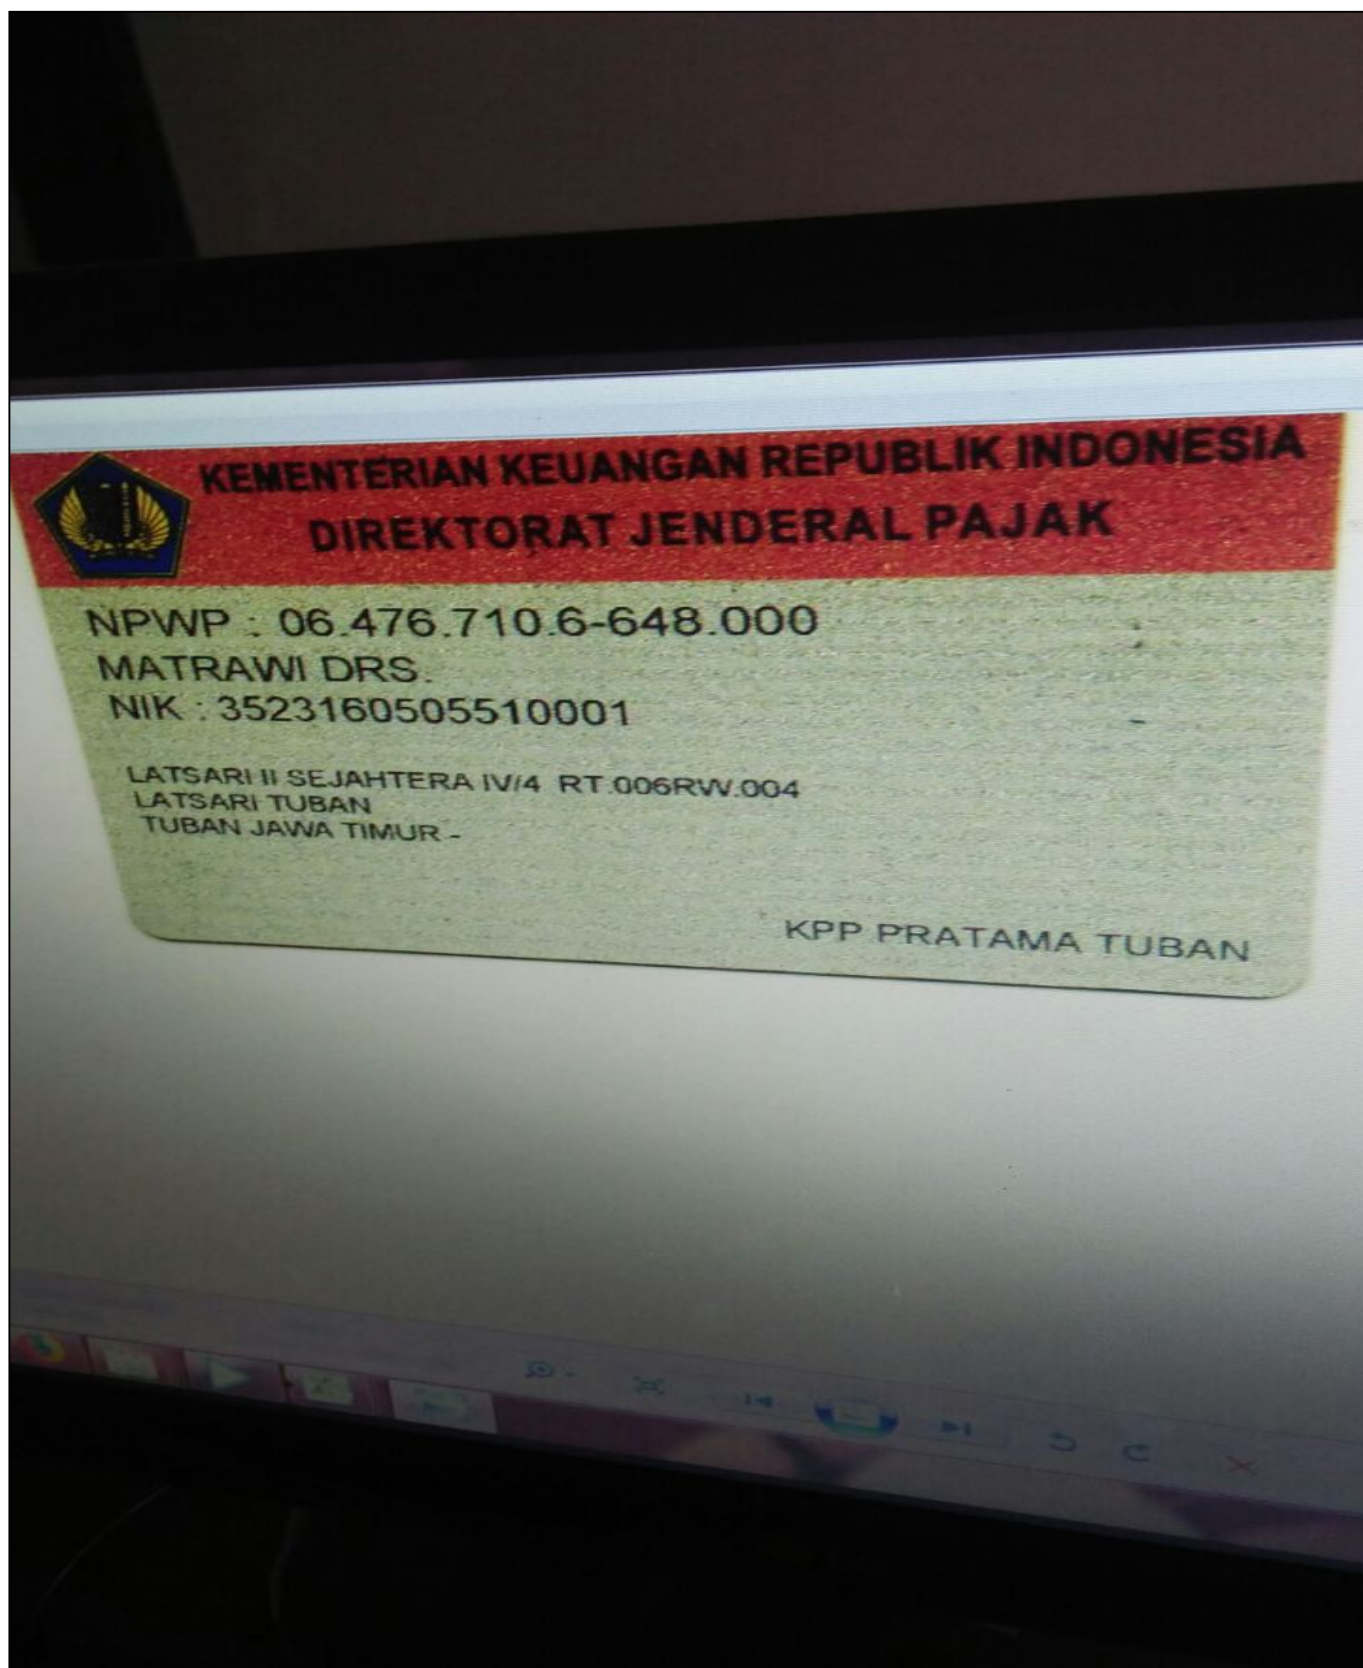 KEMENTERIAN KEUANGAN REPUBLIK INDONESIA
DIREKTORAT JENDERAL PAJAK
NPWP : 06.476.710.6-648.000
MATRAWI DRS.
NIK : 3523160505510001
LATSARI II SEJAHTERA IV/4 RT.006RW.004
LATSARI TUBAN
TUBAN JAWA TIMUR -
KPP PRATAMA TUBAN